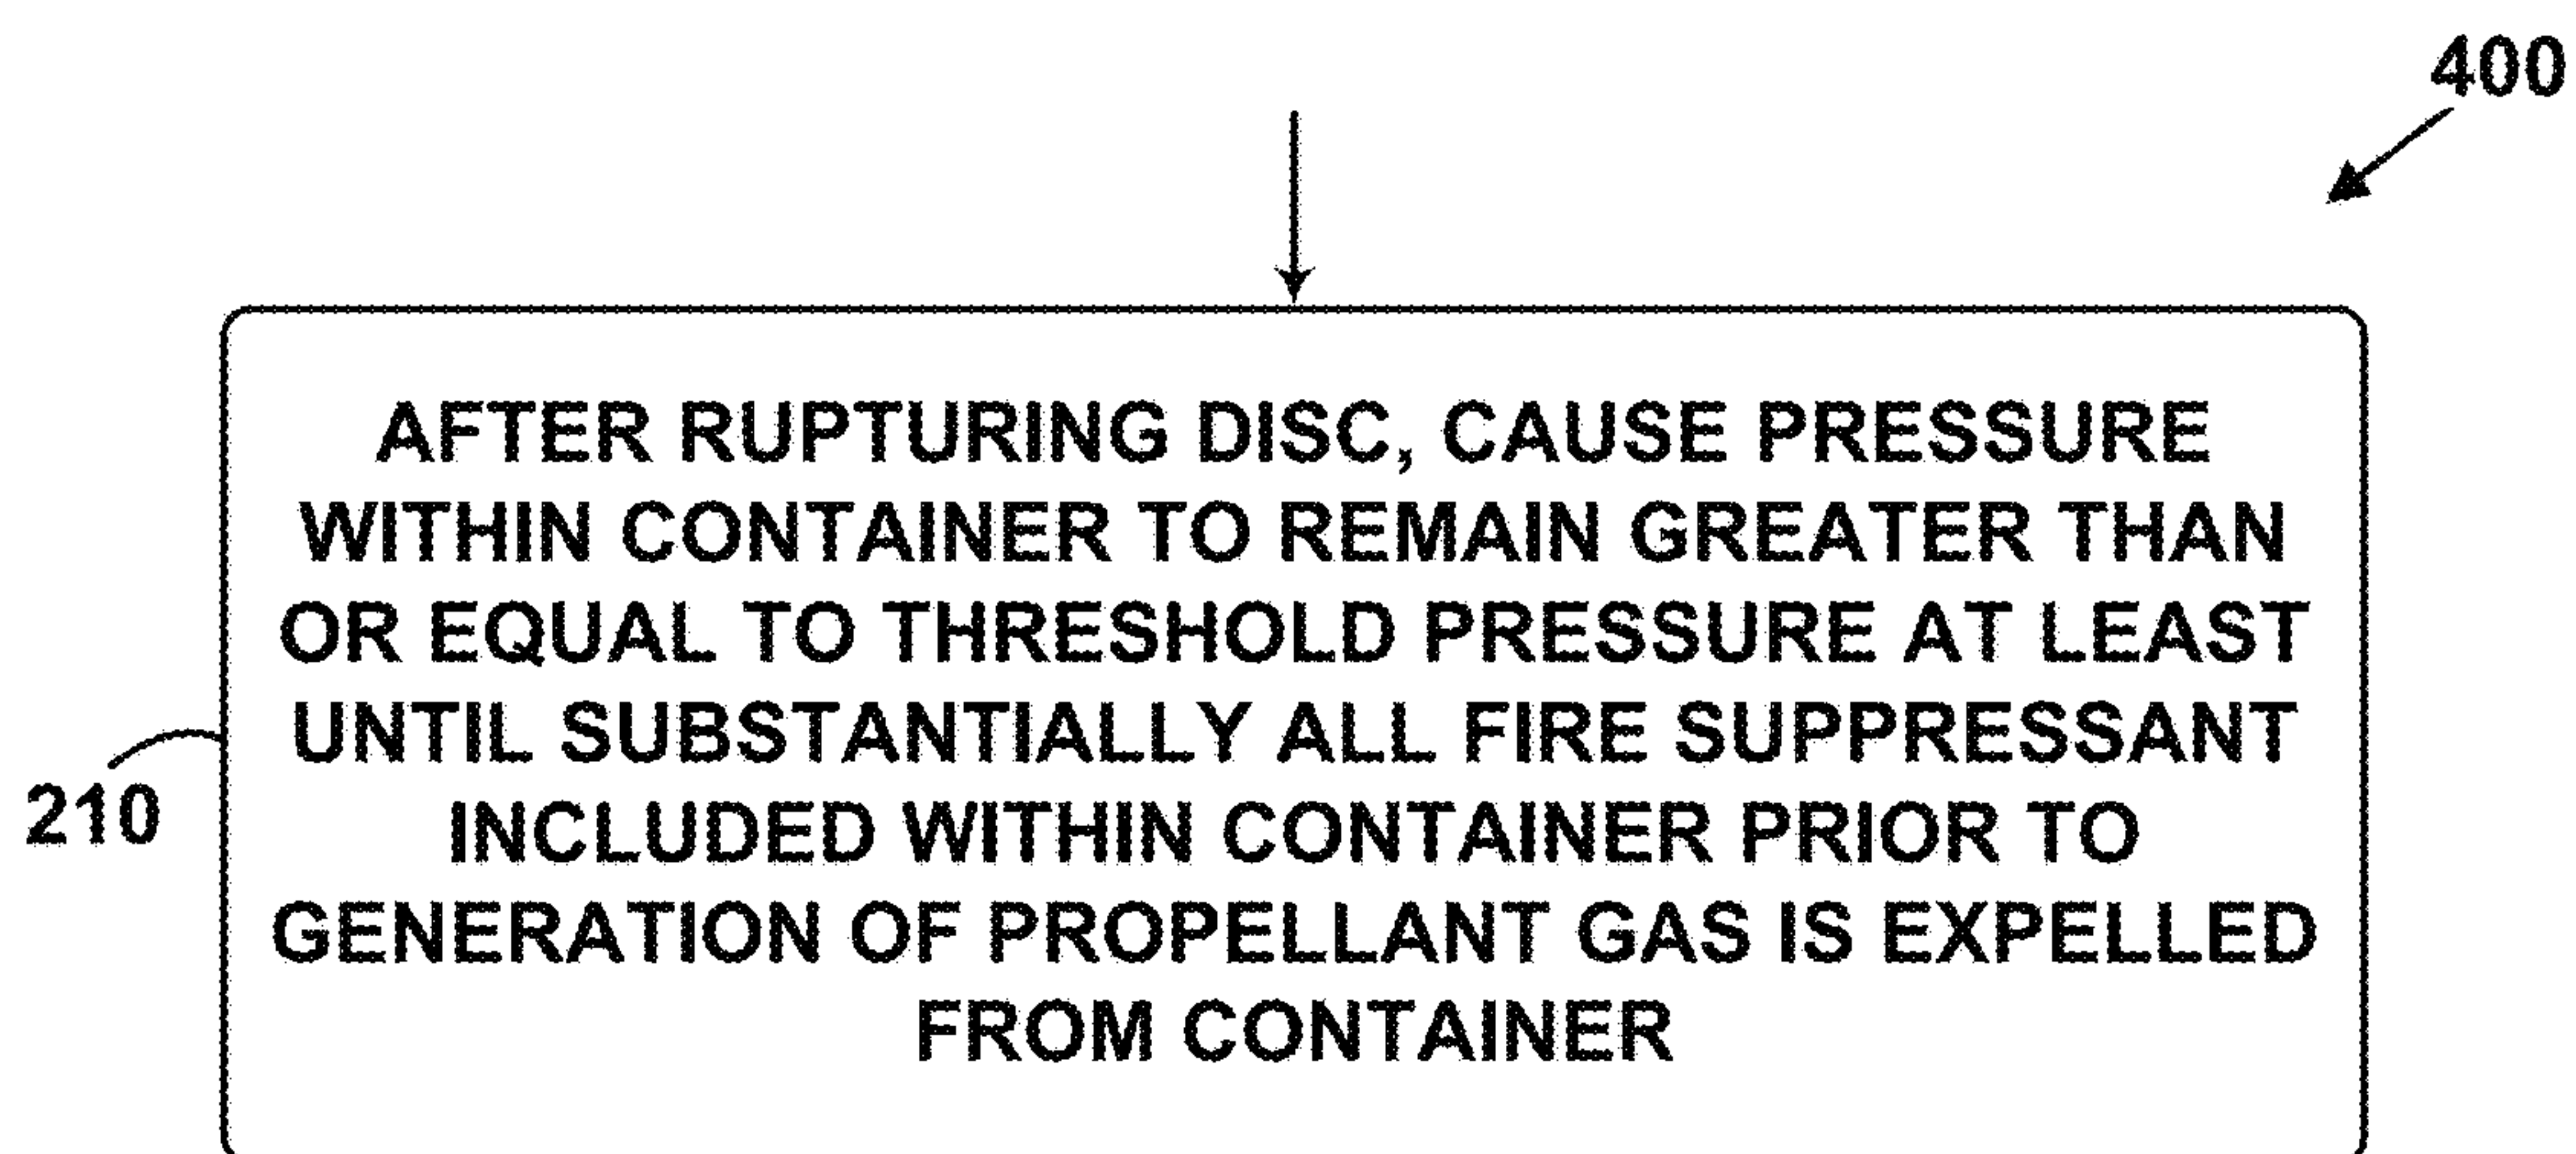 400
AFTER RUPTURING DISC, CAUSE PRESSURE
WITHIN CONTAINER TO REMAIN GREATER THAN
OR EQUAL TO THRESHOLD PRESSURE AT LEAST
UNTIL SUBSTANTIALLY ALL FIRE SUPPRESSANT
INCLUDED WITHIN CONTAINER PRIOR TO
GENERATION OF PROPELLANT GAS IS EXPELLED
FROM CONTAINER
210